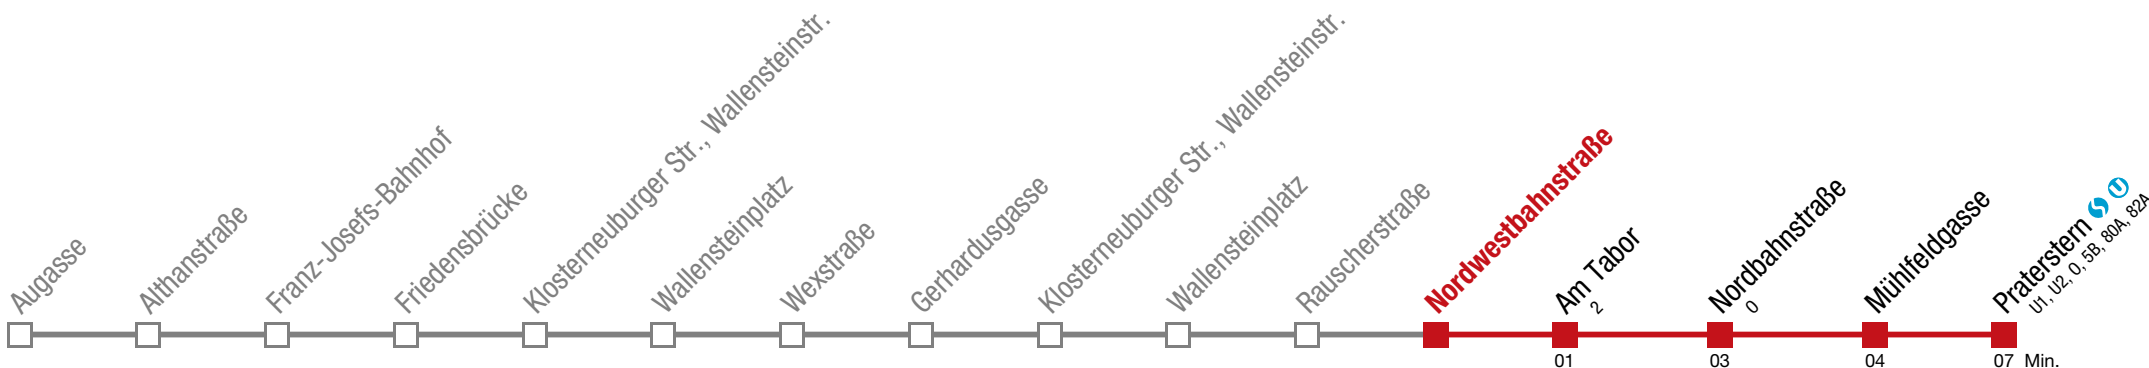 Augasse
Althanstraße
Franz-Josefs-Bahnhof
Friedensbrücke
Klosterneuburger Str., Wallensteinstr.
Wallensteinplatz
Wexstraße
Gerhardusgasse
Klosterneuburger Str., Wallensteinstr.
Wallensteinplatz
Rauscherstraße
Nordwestbahnstraße
Am Tabor
2
Nordbahnstraße
0
Mühlfeldgasse
Praterstern S U
U1, U2, O, 5B, 80A, 82A
01
03
04
07 Min.